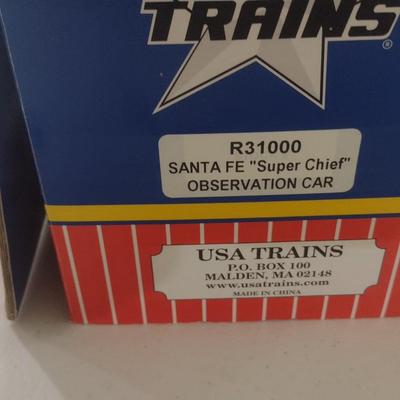 TRAINS®
R31000
SANTA FE "Super Chief"
OBSERVATION CAR
USA TRAINS
P.O. BOX 100
MALDEN, MA 02148
www.usatrains.com
MADE IN CHINA